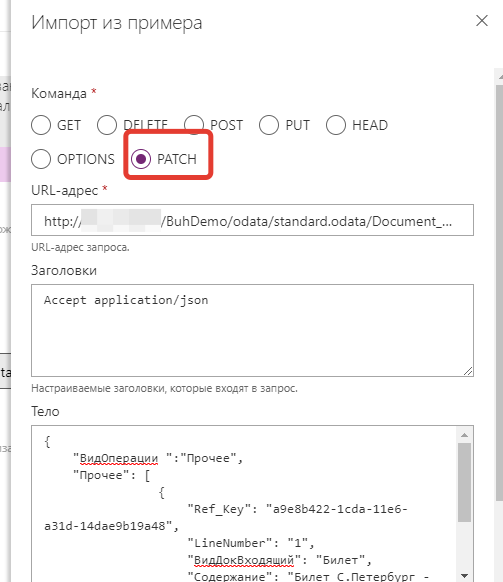 Импорт из примера
Команда *
GET DELETE POST PUT HEAD
OPTIONS PATCH
URL-адрес *
http:// /BuhDemo/odata/standard.odata/Document_...
URL-адрес запроса.
Заголовки
Accept application/json
Настраиваемые заголовки, которые входят в запрос.
Тело
{
"ВидОперации ":"Прочее",
"Прочее": [
{
"Ref_Key": "a9e8b422-1cda-11e6-
a31d-14dae9b19a48",
"LineNumber": "1",
"ВидДокВходящий": "Билет",
"Содержание": "Билет С.Петербург -